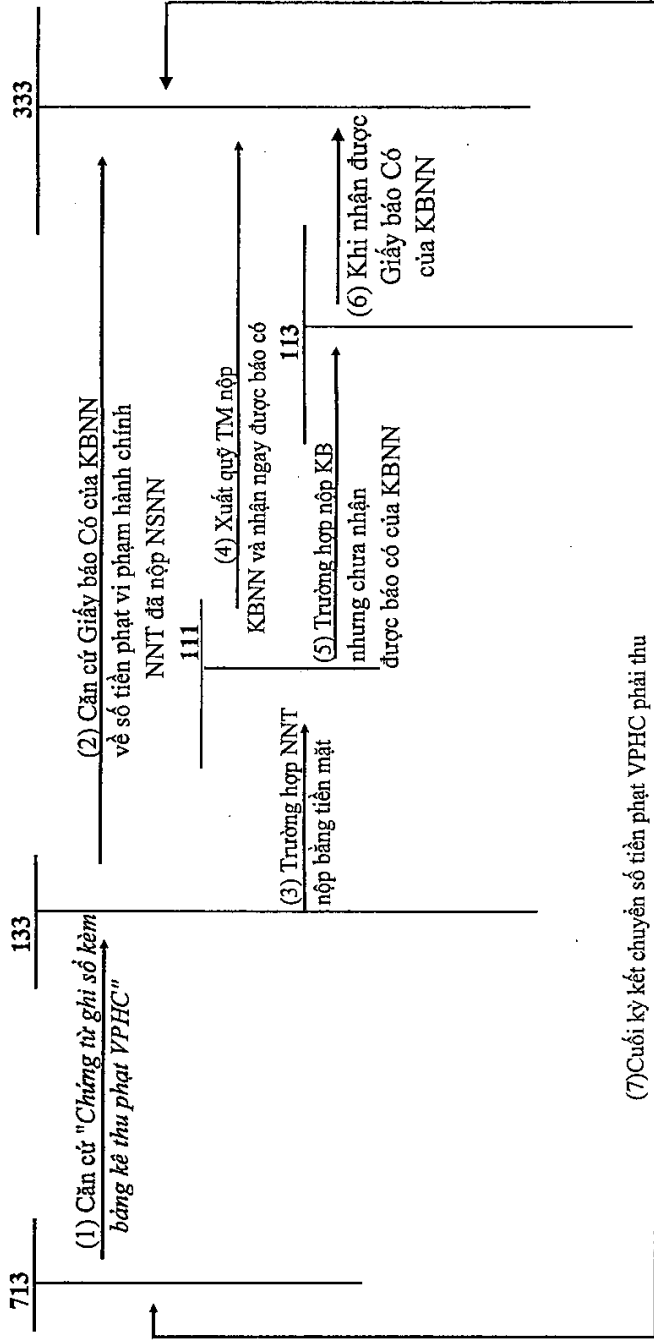 713
133
333
(1) Căn cứ "Chứng từ ghi sổ kèm
bảng kê thu phạt VPHC"
(2) Căn cứ Giấy báo Có của KBNN
về số tiền phạt vi phạm hành chính
NNT đã nộp NSNN
111
(3) Trường hợp NNT
nộp bằng tiền mặt
(4) Xuất quỹ TM nộp
KBNN và nhận ngay được báo có
113
(5) Trường hợp nộp KB
nhưng chưa nhận
được báo có của KBNN
(6) Khi nhận được
Giấy báo Có
của KBNN
(7)Cuối kỳ kết chuyển số tiền phạt VPHC phải thu